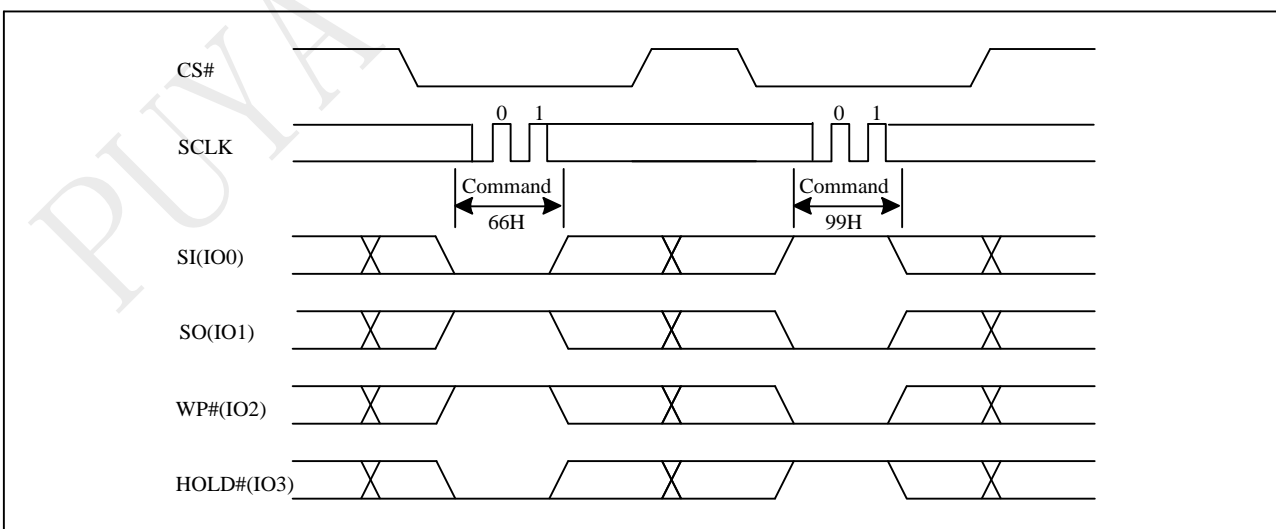 PUYA
CS#
0 1 0 1
SCLK
Command Command
66H 99H
SI(IO0)
SO(IO1)
WP#(IO2)
HOLD#(IO3)